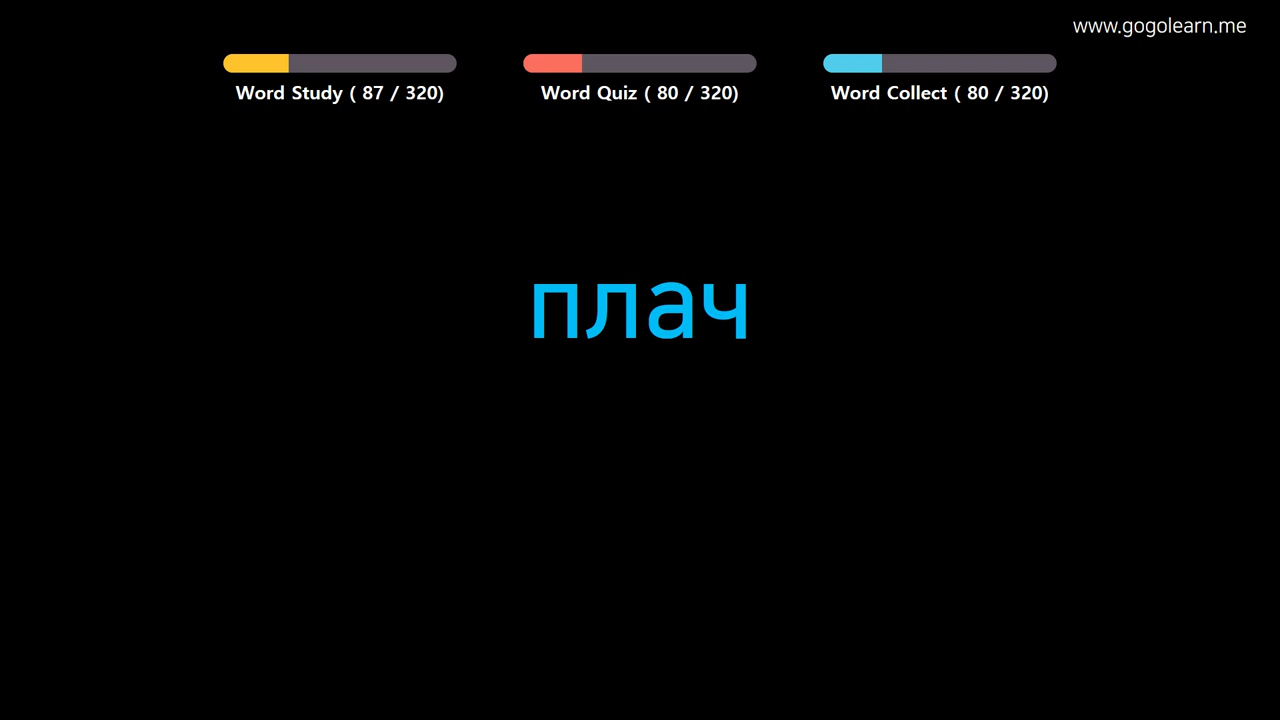 www.gogolearn.me
Word Study ( 87 / 320)
Word Quiz ( 80 / 320)
Word Collect ( 80 / 320)
плач